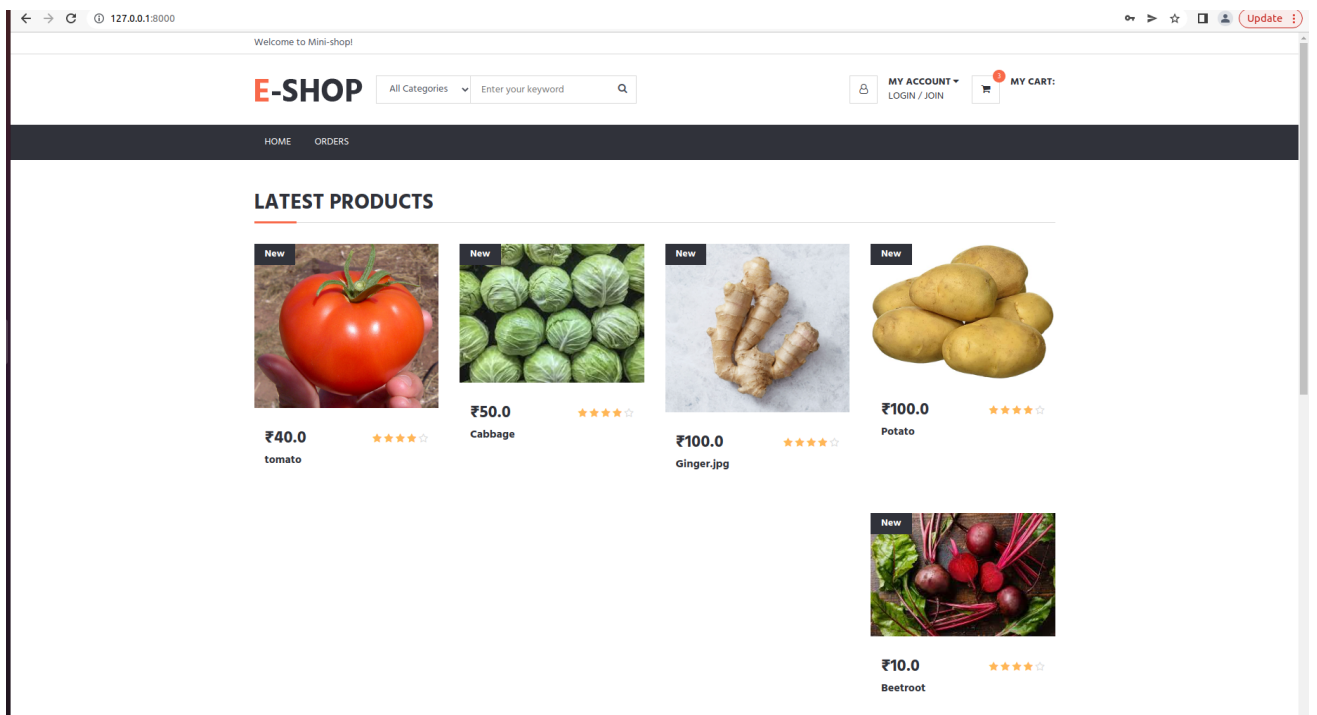 127.0.0.1:8000
Update
Welcome to Mini-shop!
E-SHOP
All Categories
Enter your keyword
MY ACCOUNT
LOGIN / JOIN
3
MY CART:
HOME
ORDERS
LATEST PRODUCTS
New
₹40.0
tomato
New
₹50.0
Cabbage
New
₹100.0
Ginger.jpg
New
₹100.0
Potato
New
₹10.0
Beetroot